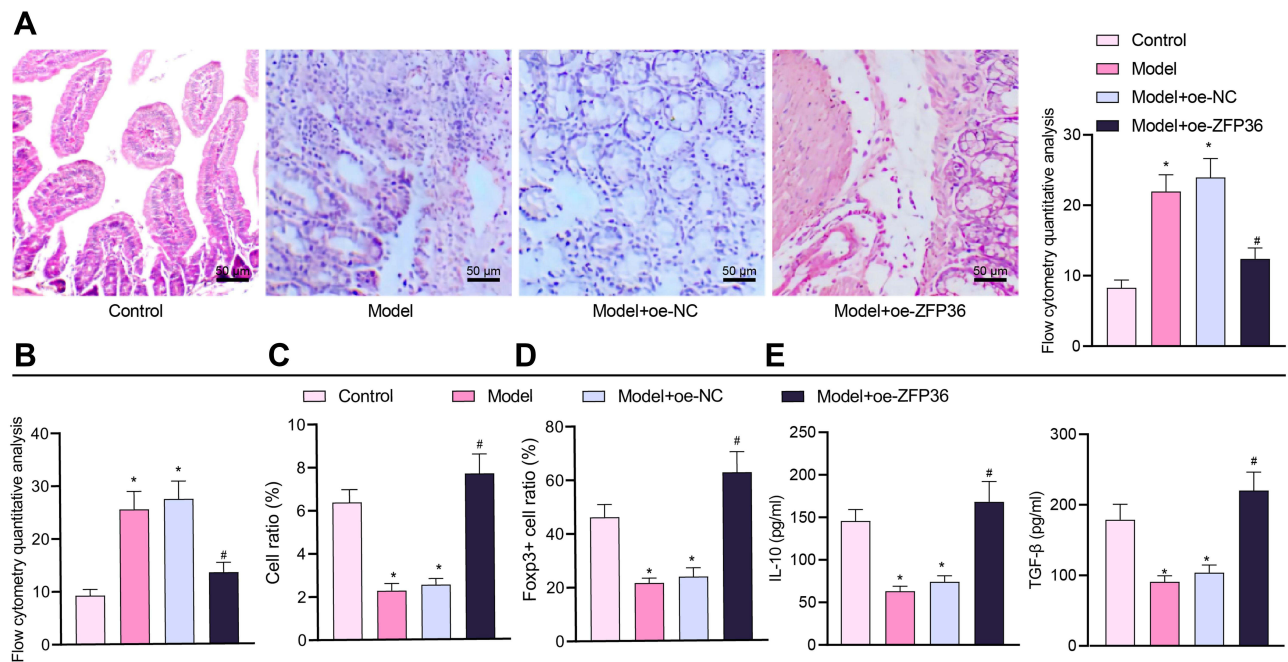 A
50 µm
50 µm
50 µm
50 µm
Control
Model
Model+oe-NC
Model+oe-ZFP36
Control
Model
Model+oe-NC
Model+oe-ZFP36
Flow cytometry quantitative analysis
30
20
10
0
*
*
#
B
C
D
E
Control
Model
Model+oe-NC
Model+oe-ZFP36
Flow cytometry quantitative analysis
40
30
20
10
0
*
*
#
Cell ratio (%)
10
8
6
4
2
0
*
*
#
Foxp3+ cell ratio (%)
80
60
40
20
0
*
*
#
IL-10 (pg/ml)
250
200
150
100
50
0
*
*
#
TGF-β (pg/ml)
300
200
100
0
*
*
#